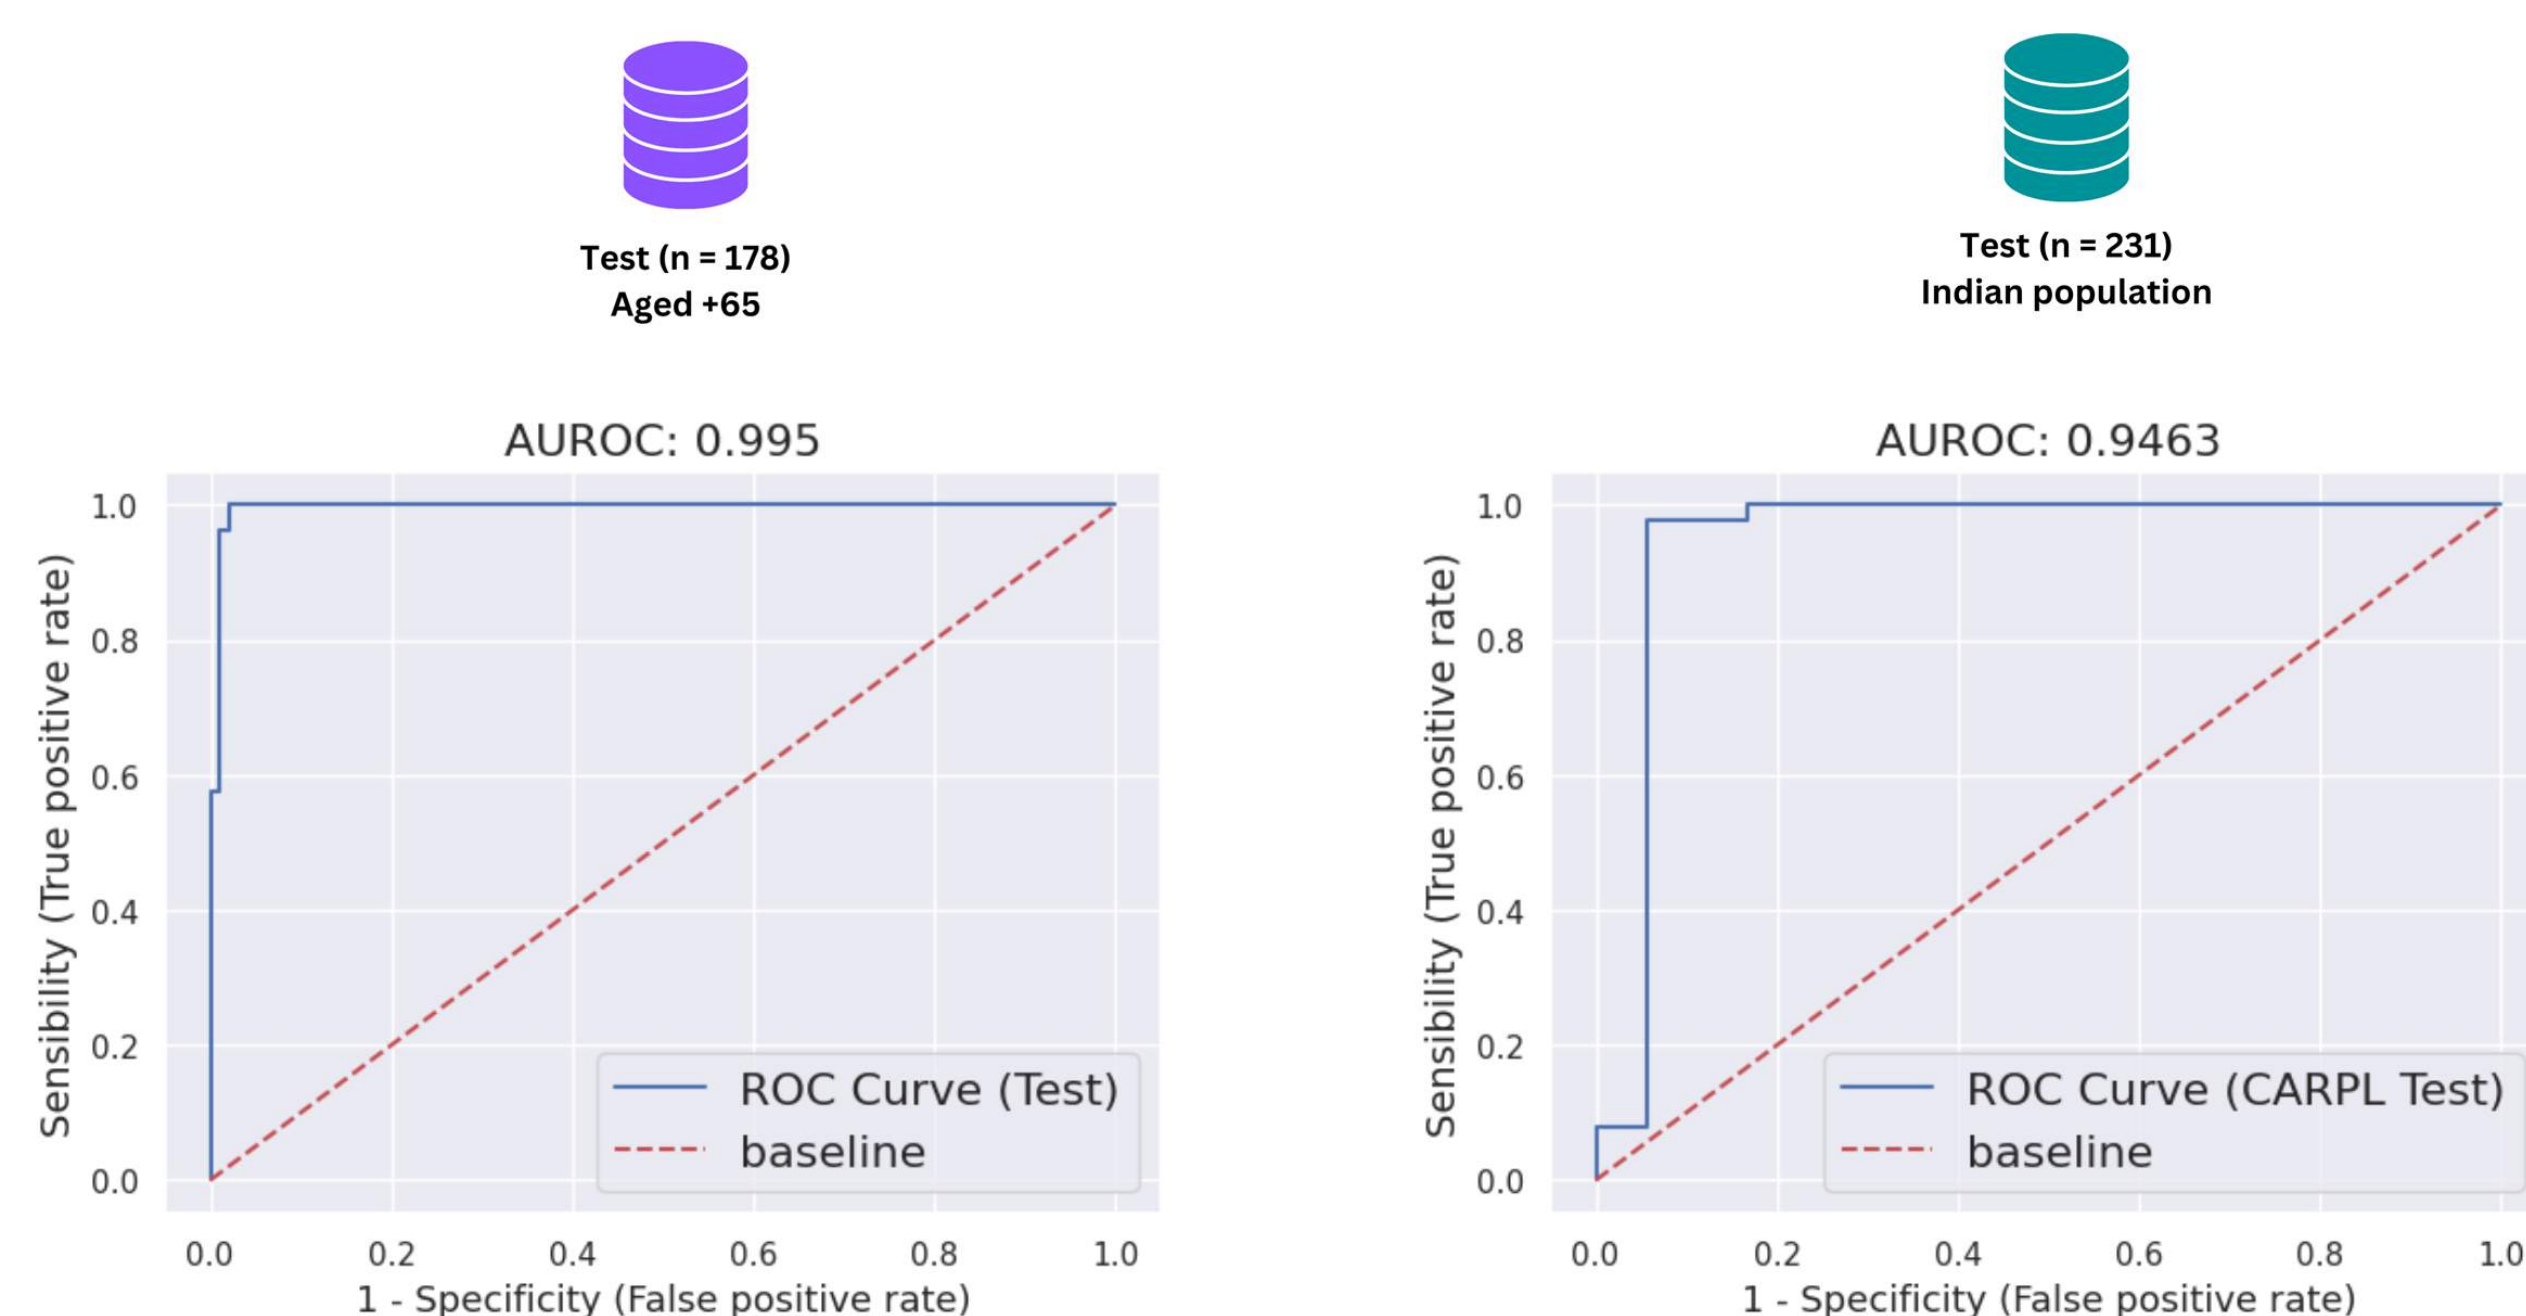 Test (n = 178)
Aged +65
AUROC: 0.995
Sensibility (True positive rate)
1.0
0.8
0.6
0.4
0.2
0.0
ROC Curve (Test)
baseline
0.0 0.2 0.4 0.6 0.8 1.0
1 - Specificity (False positive rate)
Test (n = 231)
Indian population
AUROC: 0.9463
Sensibility (True positive rate)
1.0
0.8
0.6
0.4
0.2
0.0
ROC Curve (CARPL Test)
baseline
0.0 0.2 0.4 0.6 0.8 1.0
1 - Specificity (False positive rate)